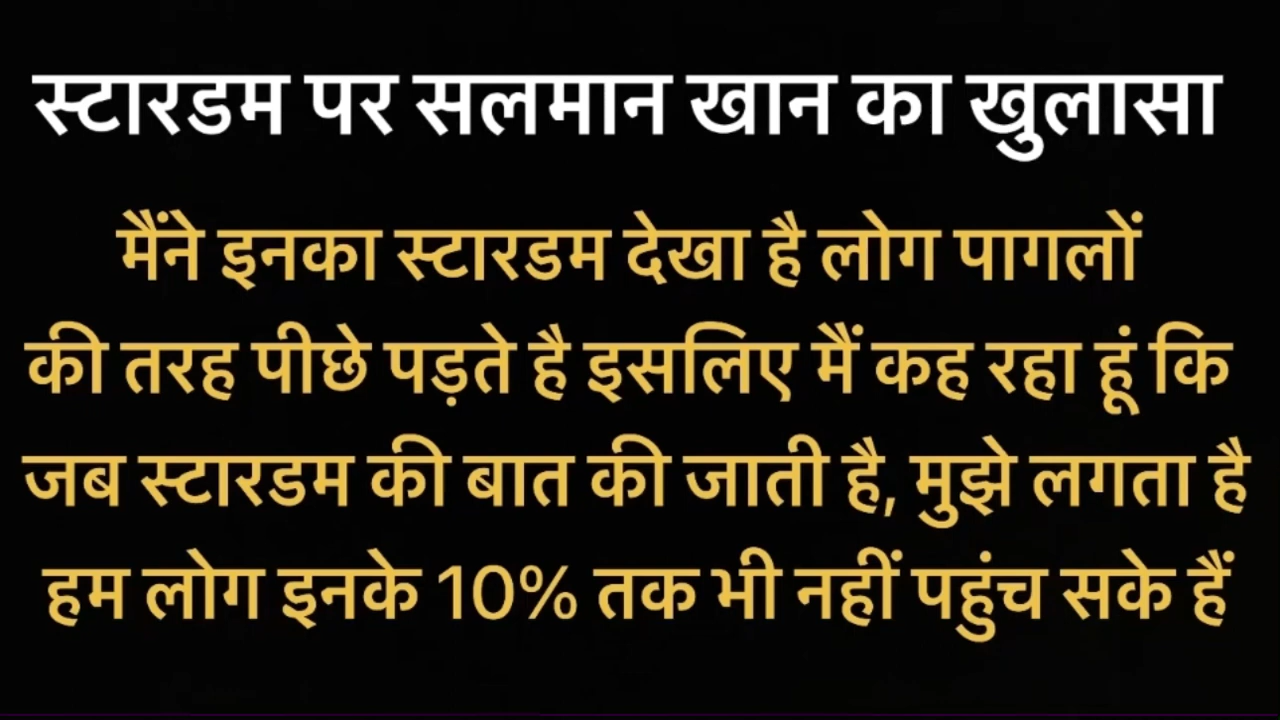 स्टारडम पर सलमान खान का खुलासा
मैंने इनका स्टारडम देखा है लोग पागलों
की तरह पीछे पड़ते है इसलिए मैं कह रहा हूं कि
जब स्टारडम की बात की जाती है, मुझे लगता है
हम लोग इनके 10% तक भी नहीं पहुंच सके हैं